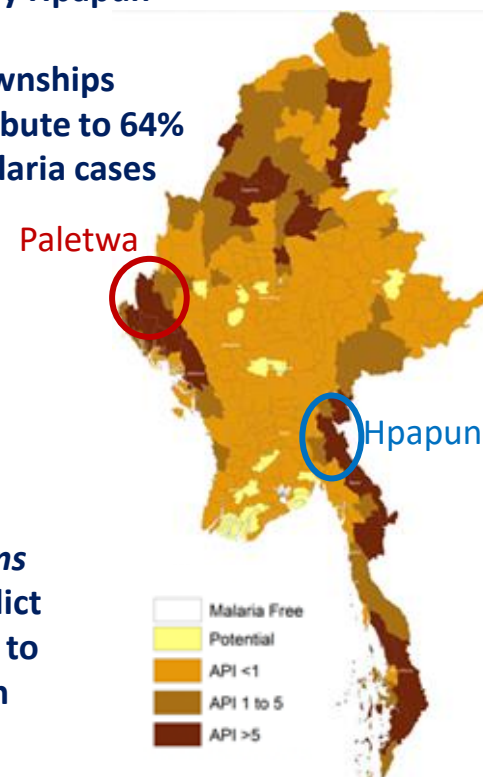 Hpapun
wnships
bute to 64%
laria cases
Paletwa
Hpapun
ns
lict
to
n
Malaria Free
Potential
API <1
API 1 to 5
API >5